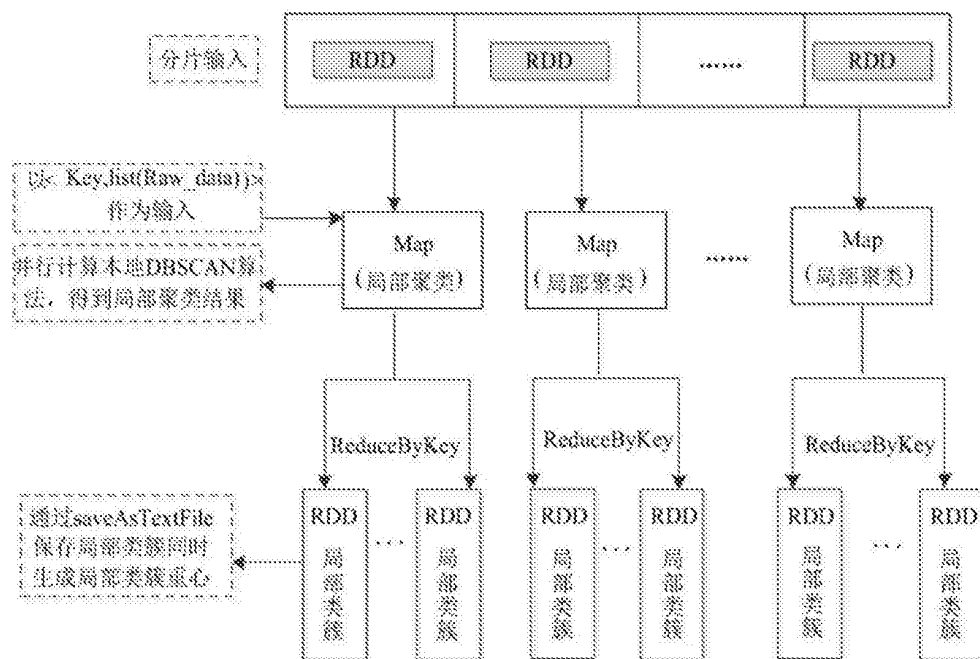 分片输入
RDD
RDD
......
RDD
以< Key,list(Raw_data)>
作为输入
并行计算本地DBSCAN算
法，得到局部聚类结果
Map
(局部聚类)
Map
(局部聚类)
......
Map
(局部聚类)
ReduceByKey
ReduceByKey
ReduceByKey
通过saveAsTextFile
保存局部类簇同时
生成局部类簇重心
RDD
局部类簇
...
RDD
局部类簇
RDD
局部类簇
...
RDD
局部类簇
RDD
局部类簇
...
RDD
局部类簇